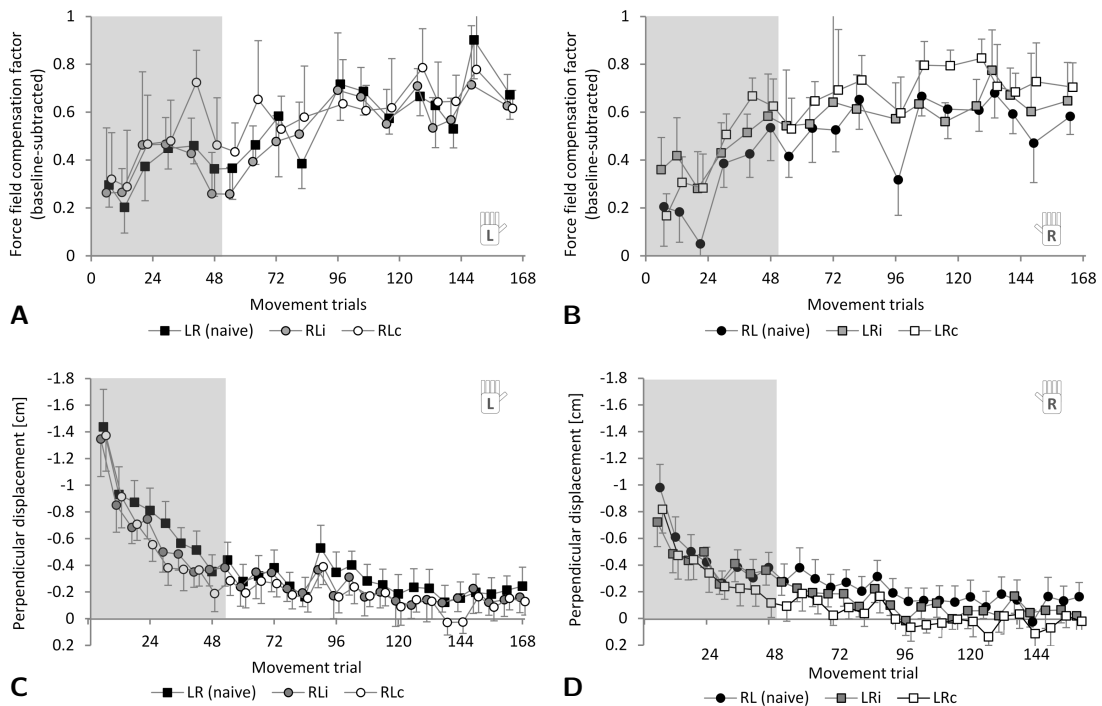 Force field compensation factor
(baseline-subtracted)
1
0.8
0.6
0.4
0.2
0
0 24 48 72 96 120 144 168
Movement trials
L
A
LR (naive) RLi RLc
Force field compensation factor
(baseline-subtracted)
1
0.8
0.6
0.4
0.2
0
0 24 48 72 96 120 144 168
Movement trials
R
B
RL (naive) LRi LRc
Perpendicular displacement [cm]
-1.8
-1.6
-1.4
-1.2
-1
-0.8
-0.6
-0.4
-0.2
0
0.2
0 24 48 72 96 120 144 168
Movement trial
L
C
LR (naive) RLi RLc
Perpendicular displacement [cm]
-1.8
-1.6
-1.4
-1.2
-1
-0.8
-0.6
-0.4
-0.2
0
0.2
24 48 72 96 120 144
Movement trial
R
D
RL (naive) LRi LRc